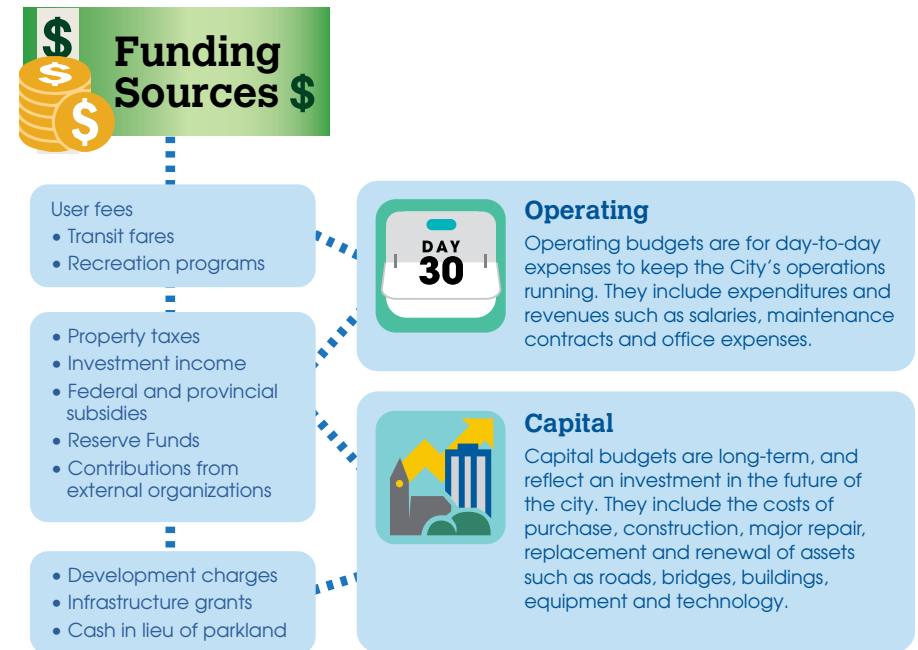 $
$
$
Funding
Sources $
User fees
• Transit fares
• Recreation programs
• Property taxes
• Investment income
• Federal and provincial
subsidies
• Reserve Funds
• Contributions from
external organizations
• Development charges
• Infrastructure grants
• Cash in lieu of parkland
DAY
30
Operating
Operating budgets are for day-to-day
expenses to keep the City’s operations
running. They include expenditures and
revenues such as salaries, maintenance
contracts and office expenses.
Capital
Capital budgets are long-term, and
reflect an investment in the future of
the city. They include the costs of
purchase, construction, major repair,
replacement and renewal of assets
such as roads, bridges, buildings,
equipment and technology.